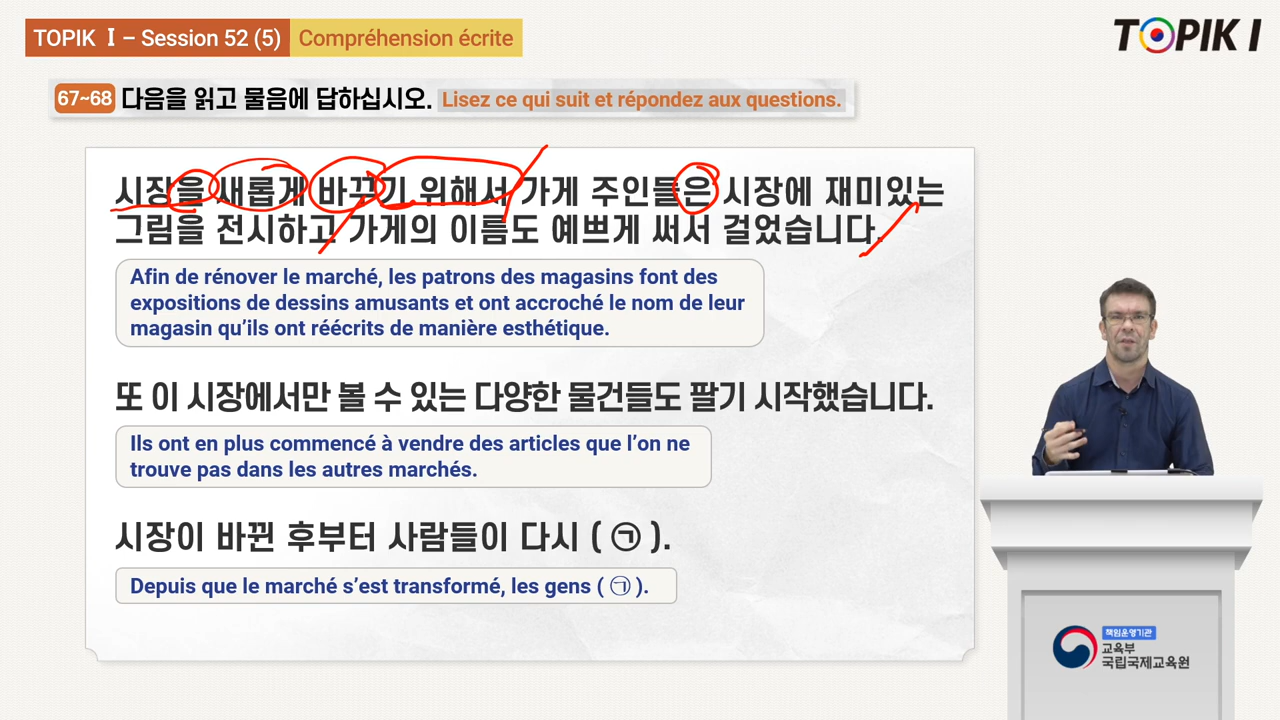 TOPIK Ⅰ – Session 52 (5) Compréhension écrite
TOPIK I
67~68 다음을 읽고 물음에 답하십시오. Lisez ce qui suit et répondez aux questions.
시장을 새롭게 바꾸기 위해서 가게 주인들은 시장에 재미있는
그림을 전시하고 가게의 이름도 예쁘게 써서 걸었습니다.
Afin de rénover le marché, les patrons des magasins font des
expositions de dessins amusants et ont accroché le nom de leur
magasin qu’ils ont réécrits de manière esthétique.
또 이 시장에서만 볼 수 있는 다양한 물건들도 팔기 시작했습니다.
Ils ont en plus commencé à vendre des articles que l’on ne
trouve pas dans les autres marchés.
시장이 바뀐 후부터 사람들이 다시 ( ㉠ ).
Depuis que le marché s’est transformé, les gens ( ㉠ ).
책임운영기관
교육부
국립국제교육원